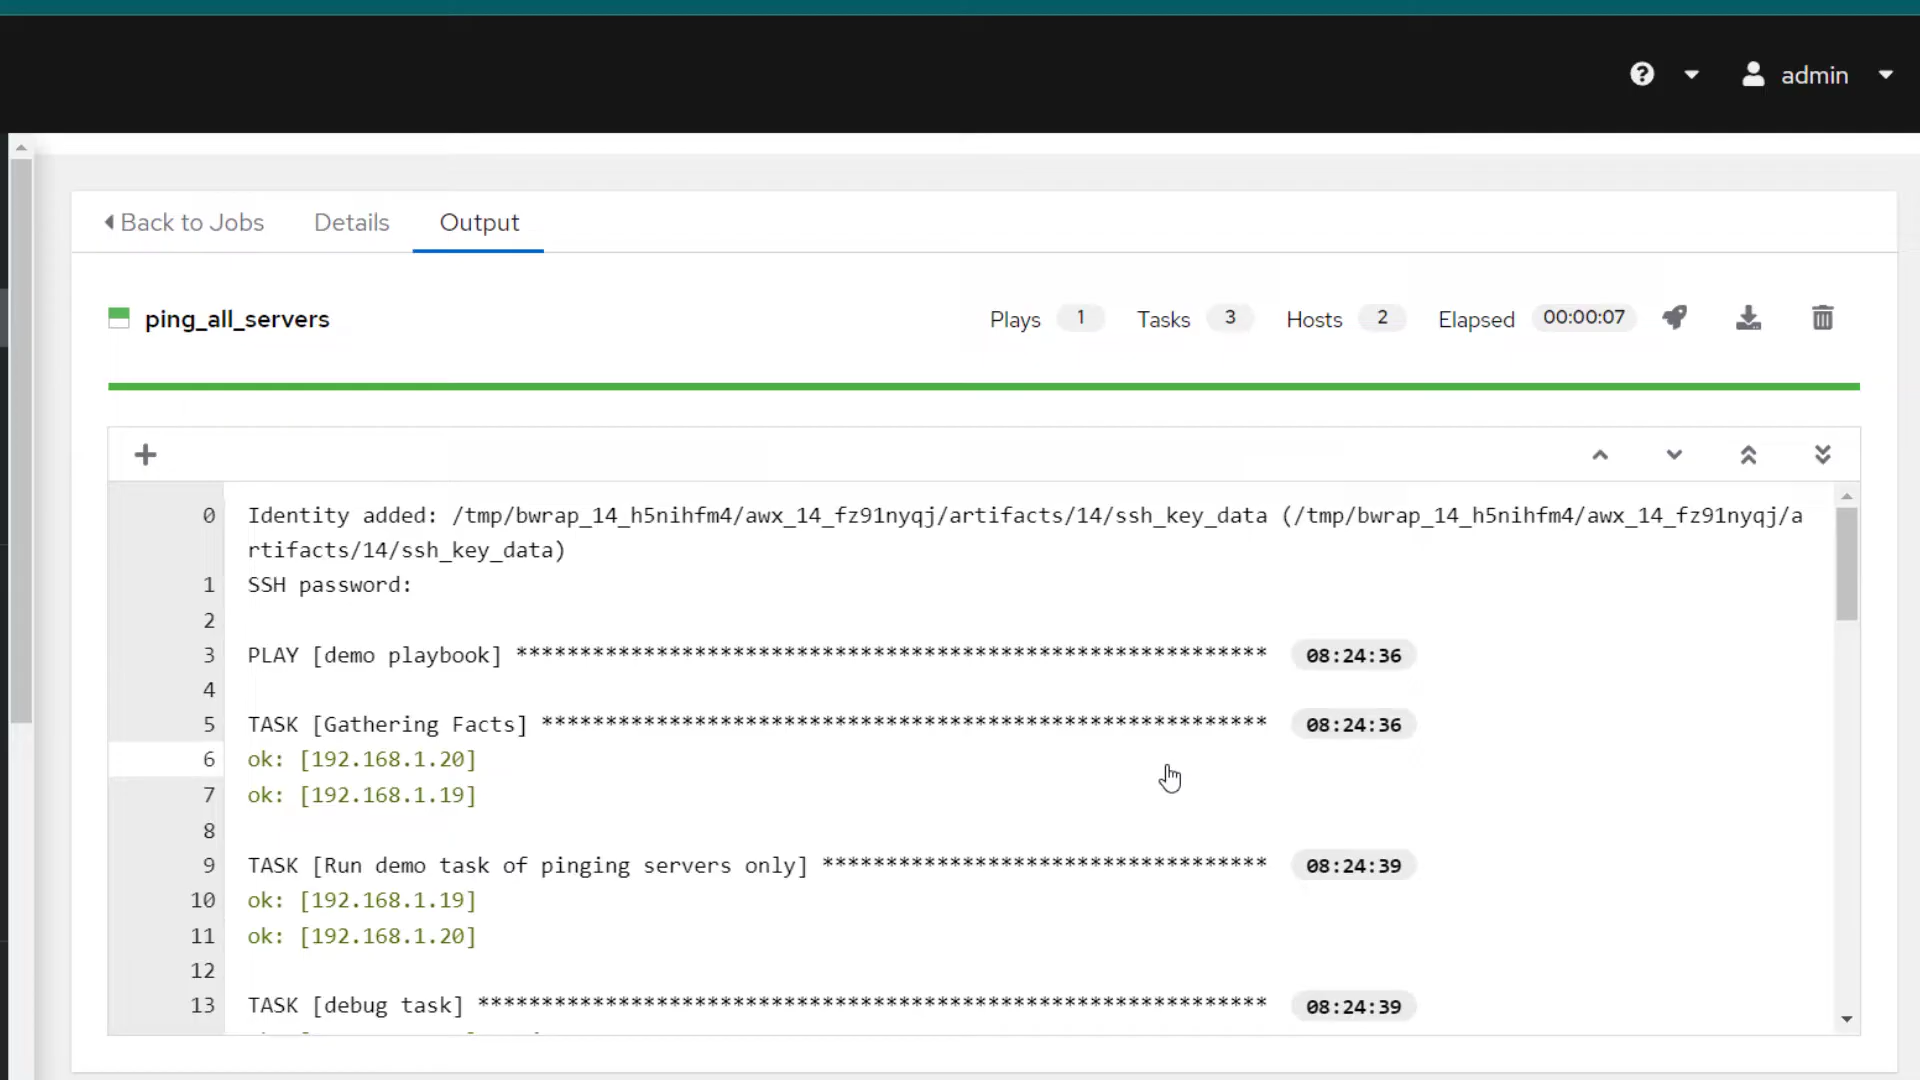 admin
Back to Jobs Details Output
ping_all_servers Plays 1 Tasks 3 Hosts 2 Elapsed 00:00:07
0 Identity added: /tmp/bwrap_14_h5nihfm4/awx_14_fz91nyqj/artifacts/14/ssh_key_data (/tmp/bwrap_14_h5nihfm4/awx_14_fz91nyqj/a
rtifacts/14/ssh_key_data)
1 SSH password:
2
3 PLAY [demo playbook] *********************************************************** 08:24:36
4
5 TASK [Gathering Facts] ********************************************************* 08:24:36
6 ok: [192.168.1.20]
7 ok: [192.168.1.19]
8
9 TASK [Run demo task of pinging servers only] *********************************** 08:24:39
10 ok: [192.168.1.19]
11 ok: [192.168.1.20]
12
13 TASK [debug task] ************************************************************** 08:24:39